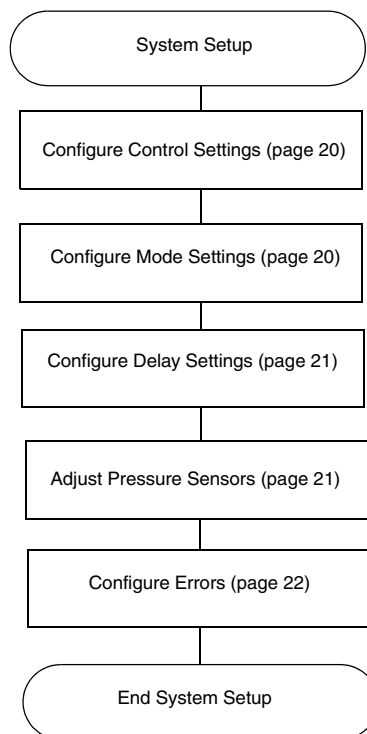 System Setup
Configure Control Settings (page 20)
Configure Mode Settings (page 20)
Configure Delay Settings (page 21)
Adjust Pressure Sensors (page 21)
Configure Errors (page 22)
End System Setup